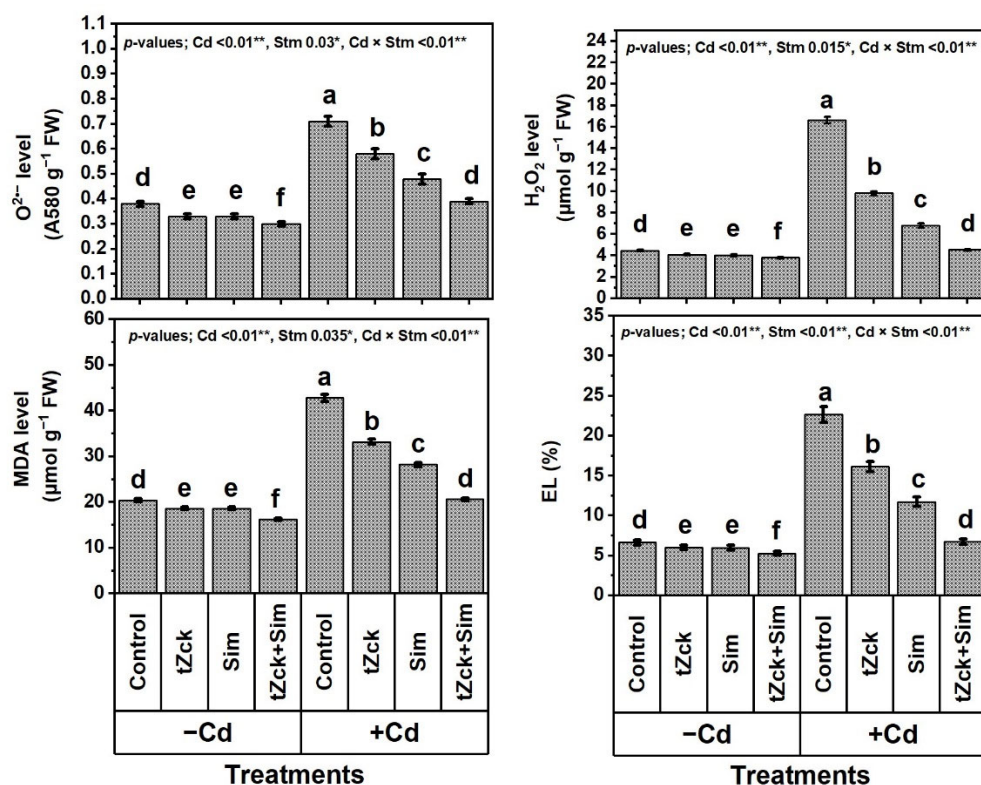 p-values; Cd <0.01**, Stm 0.03*, Cd × Stm <0.01**
O²•− level
(A580 g⁻¹ FW)
1.1
1.0
0.9
0.8
0.7
0.6
0.5
0.4
0.3
0.2
0.1
0.0
d
e
e
f
a
b
c
d
p-values; Cd <0.01**, Stm 0.015*, Cd × Stm <0.01**
H₂O₂ level
(µmol g⁻¹ FW)
24
22
20
18
16
14
12
10
8
6
4
2
0
d
e
e
f
a
b
c
d
p-values; Cd <0.01**, Stm 0.035*, Cd × Stm <0.01**
MDA level
(µmol g⁻¹ FW)
60
50
40
30
20
10
0
d
e
e
f
a
b
c
d
Control
tZck
Sim
tZck+Sim
Control
tZck
Sim
tZck+Sim
−Cd
+Cd
Treatments
p-values; Cd <0.01**, Stm <0.01**, Cd × Stm <0.01**
EL (%)
35
30
25
20
15
10
5
0
d
e
e
f
a
b
c
d
Control
tZck
Sim
tZck+Sim
Control
tZck
Sim
tZck+Sim
−Cd
+Cd
Treatments